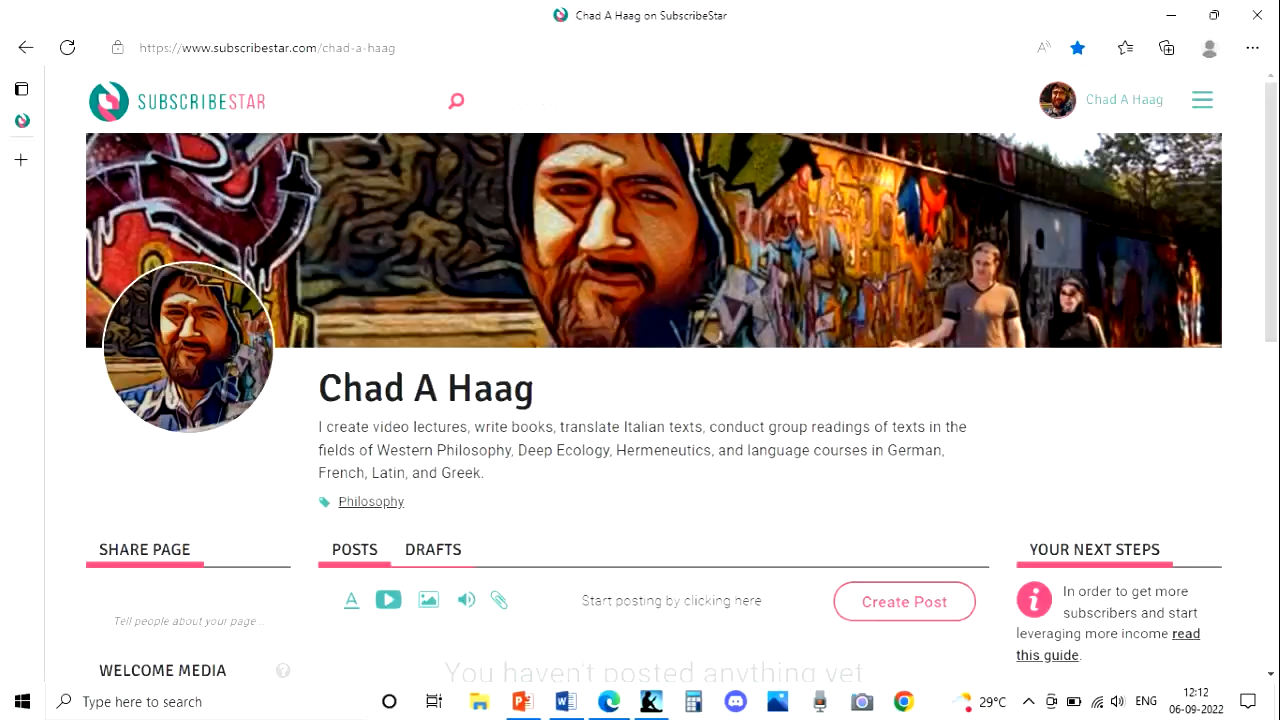 Chad A Haag on SubscribeStar
https://www.subscribestar.com/chad-a-haag
SUBSCRIBESTAR
Chad A Haag
Chad A Haag
I create video lectures, write books, translate Italian texts, conduct group readings of texts in the
fields of Western Philosophy, Deep Ecology, Hermeneutics, and language courses in German,
French, Latin, and Greek.
Philosophy
SHARE PAGE
POSTS DRAFTS
YOUR NEXT STEPS
Start posting by clicking here
Create Post
In order to get more
subscribers and start
leveraging more income read
this guide.
Tell people about your page ...
WELCOME MEDIA
You haven't posted anything yet
Type here to search
29°C
ENG
12:12
06-09-2022